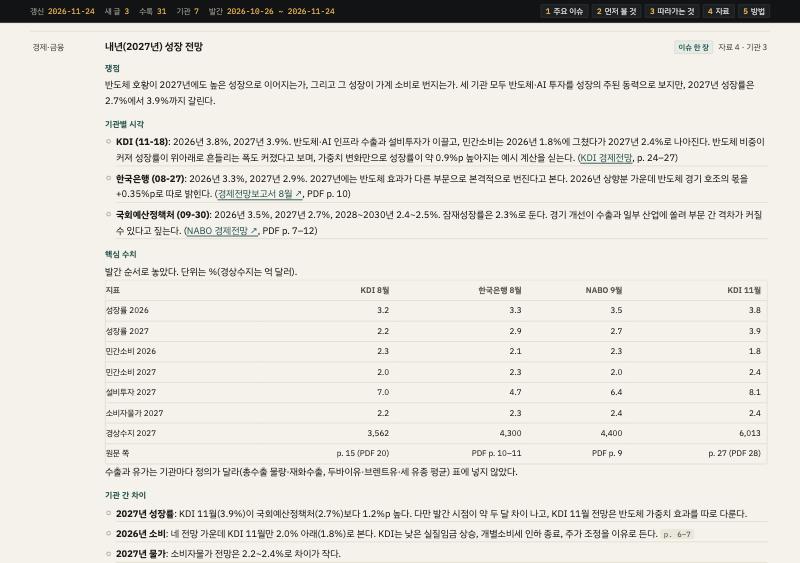 갱신 2026-11-24 새 글 3 수록 31 기관 7 발간 2026-10-26 ~ 2026-11-24 1 주요 이슈 2 먼저 볼 것 3 따라가는 것 4 자료 5 방법
경제·금융 내년(2027년) 성장 전망 이슈 한 장 자료 4 · 기관 3
쟁점
반도체 호황이 2027년에도 높은 성장으로 이어지는가, 그리고 그 성장이 가계 소비로 번지는가. 세 기관 모두 반도체·AI 투자를 성장의 주된 동력으로 보지만, 2027년 성장률은
2.7%에서 3.9%까지 갈린다.
기관별 시각
KDI (11-18): 2026년 3.8%, 2027년 3.9%. 반도체·AI 인프라 수출과 설비투자가 이끌고, 민간소비는 2026년 1.8%에 그쳤다가 2027년 2.4%로 나아진다. 반도체 비중이
커져 성장률이 위아래로 흔들리는 폭도 커졌다고 보며, 가중치 변화만으로 성장률이 약 0.9%p 높아지는 예시 계산을 싣는다. (KDI 경제전망, p. 24–27)
한국은행 (08-27): 2026년 3.3%, 2027년 2.9%. 2027년에는 반도체 효과가 다른 부문으로 본격적으로 번진다고 본다. 2026년 상향분 가운데 반도체 경기 호조의 몫을
+0.35%p로 따로 밝힌다. (경제전망보고서 8월 ↗, PDF p. 10)
국회예산정책처 (09-30): 2026년 3.5%, 2027년 2.7%, 2028~2030년 2.4~2.5%. 잠재성장률은 2.3%로 둔다. 경기 개선이 수출과 일부 산업에 쏠려 부문 간 격차가 커질
수 있다고 짚는다. (NABO 경제전망 ↗, PDF p. 7–12)
핵심 수치
발간 순서로 놓았다. 단위는 %(경상수지는 억 달러).
지표 KDI 8월 한국은행 8월 NABO 9월 KDI 11월
성장률 2026 3.2 3.3 3.5 3.8
성장률 2027 2.2 2.9 2.7 3.9
민간소비 2026 2.3 2.1 2.3 1.8
민간소비 2027 2.0 2.3 2.0 2.4
설비투자 2027 7.0 4.7 6.4 8.1
소비자물가 2027 2.2 2.3 2.4 2.4
경상수지 2027 3,562 4,300 4,400 6,013
원문 쪽 p. 15 (PDF 20) PDF p. 10–11 PDF p. 9 p. 27 (PDF 28)
수출과 유가는 기관마다 정의가 달라(총수출 물량·재화수출, 두바이유·브렌트유·세 유종 평균) 표에 넣지 않았다.
기관 간 차이
2027년 성장률: KDI 11월(3.9%)이 국회예산정책처(2.7%)보다 1.2%p 높다. 다만 발간 시점이 약 두 달 차이 나고, KDI 11월 전망은 반도체 가중치 효과를 따로 다룬다.
2026년 소비: 네 전망 가운데 KDI 11월만 2.0% 아래(1.8%)로 본다. KDI는 낮은 실질임금 상승, 개별소비세 인하 종료, 주가 조정을 이유로 든다. p. 6–7
2027년 물가: 소비자물가 전망은 2.2~2.4%로 차이가 작다.